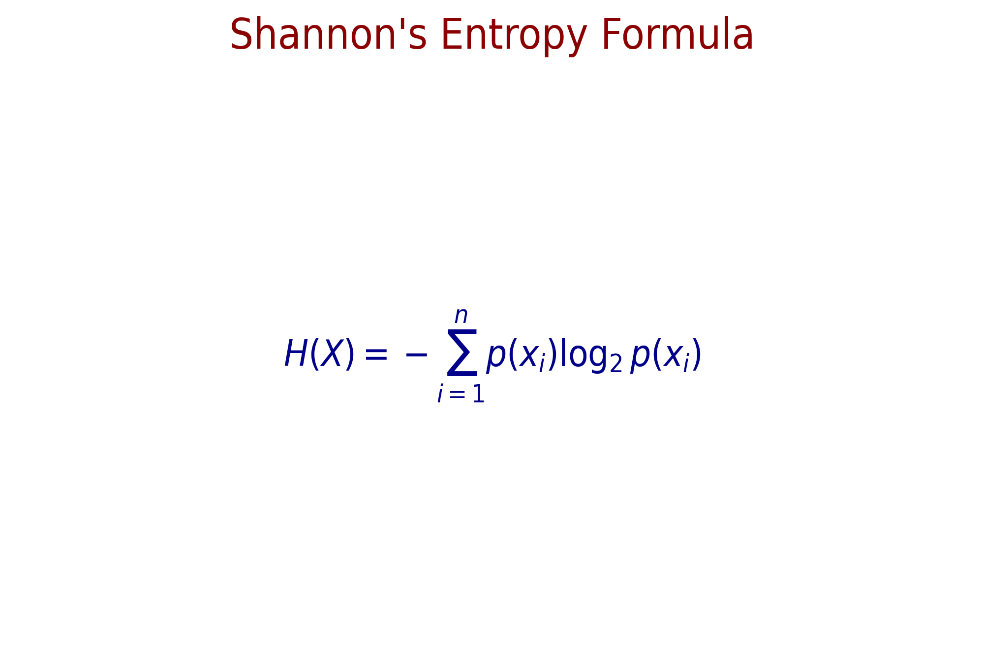 Shannon's Entropy Formula
H(X) = − ∑_{i=1}^{n} p(x_i) log_2 p(x_i)